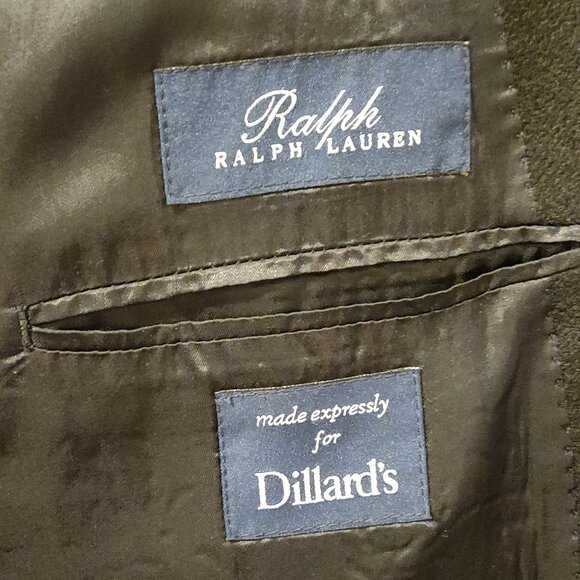 Ralph
RALPH LAUREN
made expressly
for
Dillard's